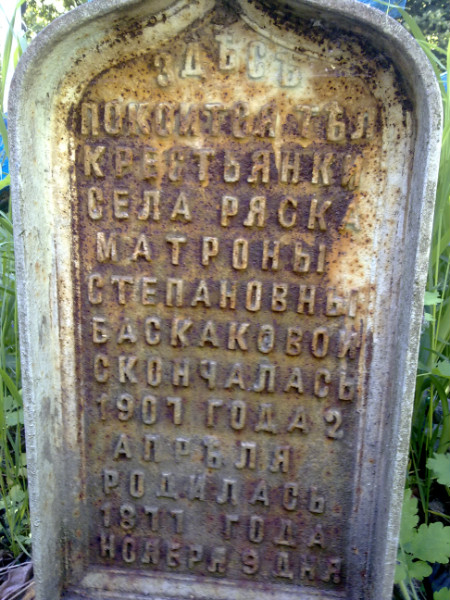 ЗДѢСЬ
ПОКОИТСЯ ТѢЛ
КРЕСТЬЯНКИ
СЕЛА РЯСКА
МАТРОНЫ
СТЕПАНОВНЫ
БАСКАКОВОЙ
СКОНЧАЛАСЬ
1907 ГОДА 2
АПРѢЛЯ
РОДИЛАСЬ
1877 ГОДА
НОЯБРЯ 9 ДНЯ